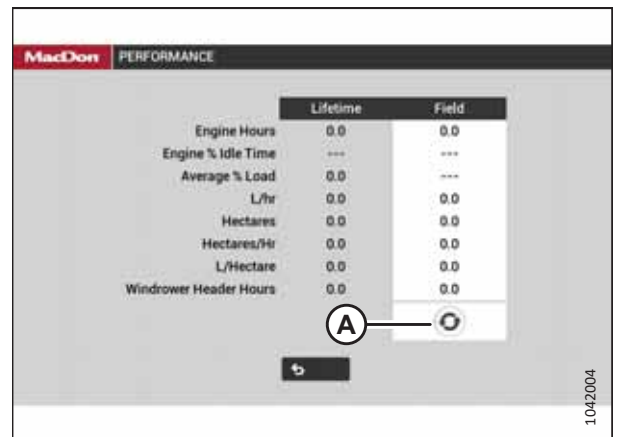 MacDon PERFORMANCE
Lifetime Field
Engine Hours 0.0 0.0
Engine % Idle Time --- ---
Average % Load 0.0 ---
L/hr 0.0 0.0
Hectares 0.0 0.0
Hectares/Hr 0.0 0.0
L/Hectare 0.0 0.0
Windrower Header Hours 0.0 0.0
A
1042004